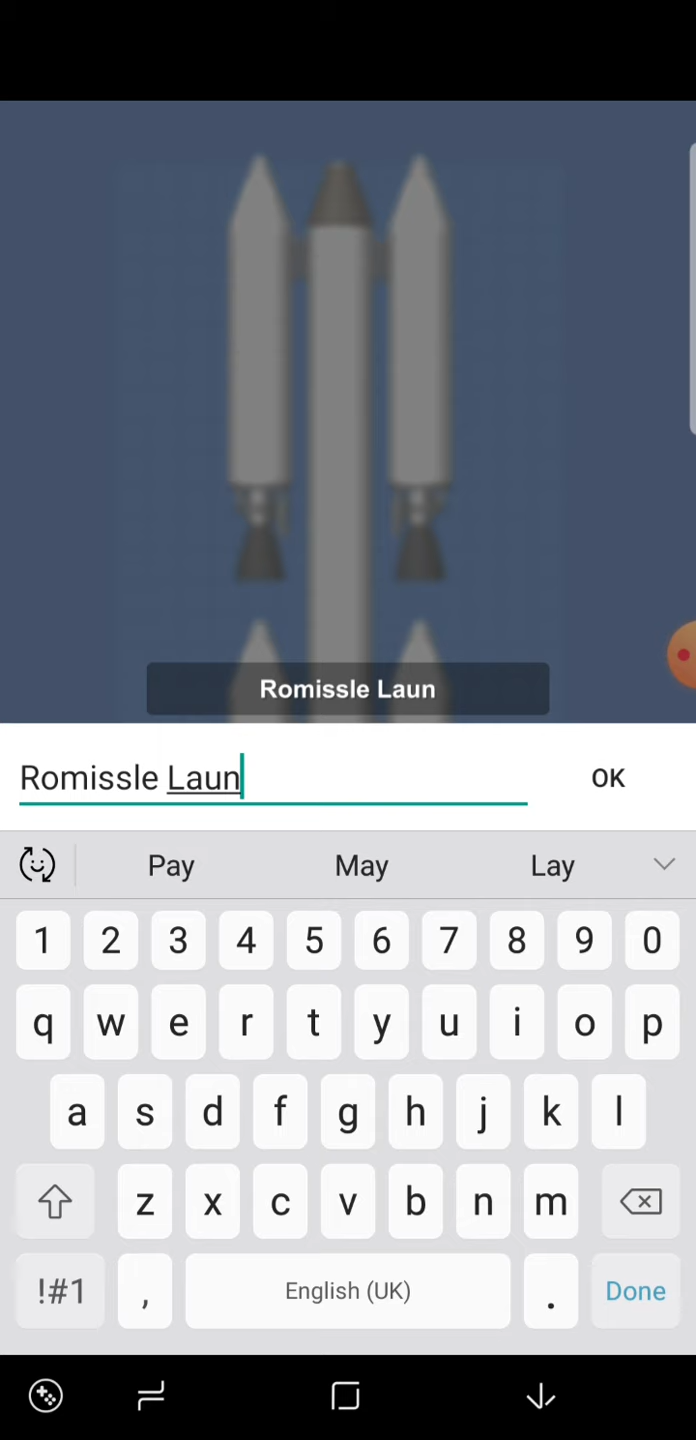 Romissle Laun
Romissle Laun
OK
Pay May Lay
1 2 3 4 5 6 7 8 9 0
q w e r t y u i o p
a s d f g h j k l
z x c v b n m
!#1 , English (UK) . Done